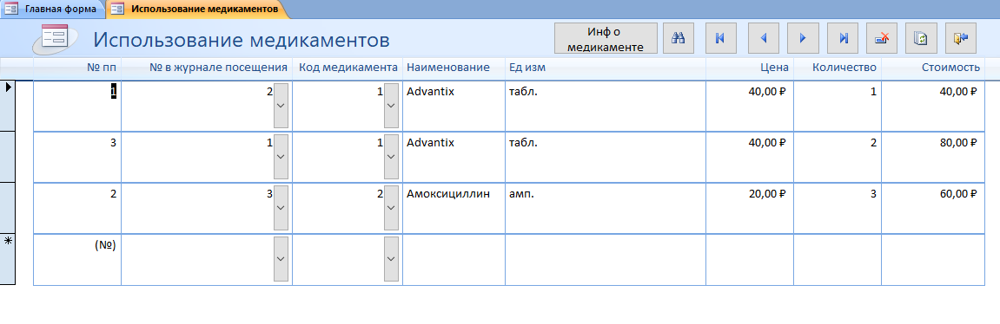 Главная форма Использование медикаментов
Использование медикаментов
Инф о
медикаменте
№ пп № в журнале посещения Код медикамента Наименование Ед изм Цена Количество Стоимость
1 2 1 Advantix табл. 40,00 ₽ 1 40,00 ₽
3 1 1 Advantix табл. 40,00 ₽ 2 80,00 ₽
2 3 2 Амоксициллин амп. 20,00 ₽ 3 60,00 ₽
(№)